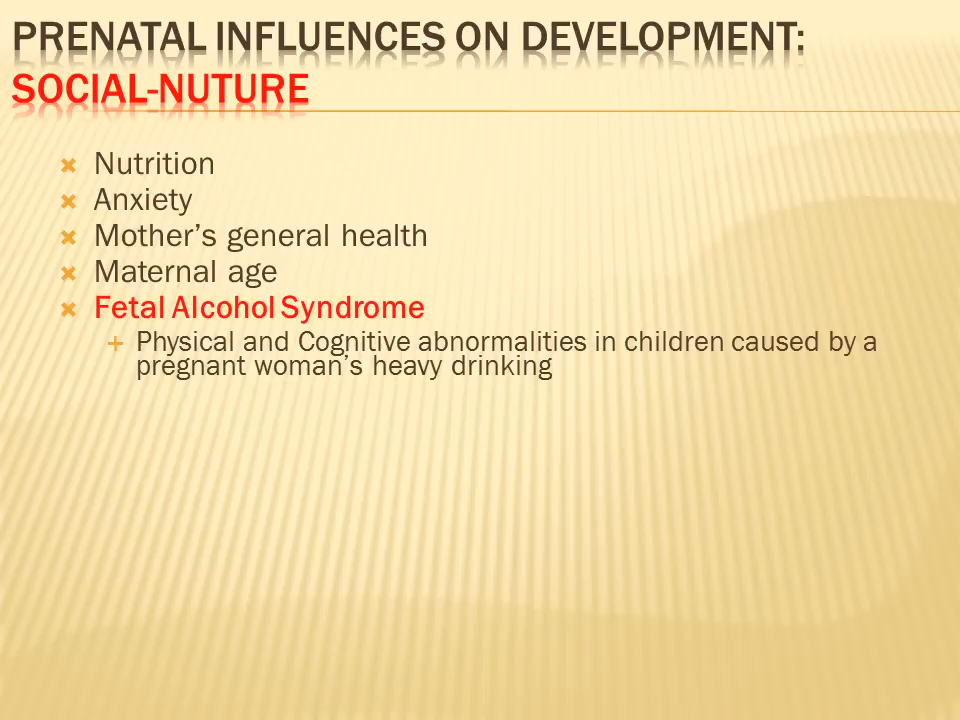 PRENATAL INFLUENCES ON DEVELOPMENT:
SOCIAL-NUTURE
Nutrition
Anxiety
Mother’s general health
Maternal age
Fetal Alcohol Syndrome
Physical and Cognitive abnormalities in children caused by a
pregnant woman’s heavy drinking